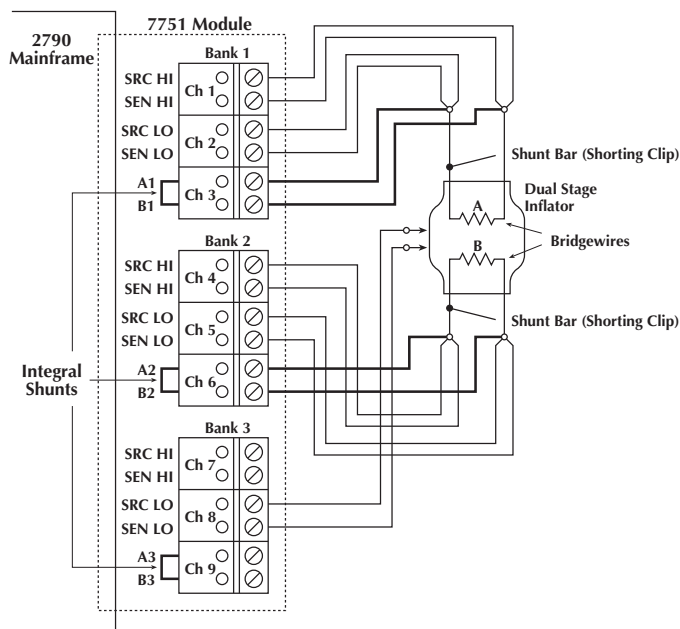 7751 Module
2790
Mainframe
Bank 1
SRC HI
SEN HI
Ch 1
SRC LO
SEN LO
Ch 2
A1
B1
Ch 3
Shunt Bar (Shorting Clip)
Dual Stage
Inflator
A
B
Bridgewires
Shunt Bar (Shorting Clip)
Bank 2
SRC HI
SEN HI
Ch 4
SRC LO
SEN LO
Ch 5
A2
B2
Ch 6
Integral
Shunts
Bank 3
SRC HI
SEN HI
Ch 7
SRC LO
SEN LO
Ch 8
A3
B3
Ch 9